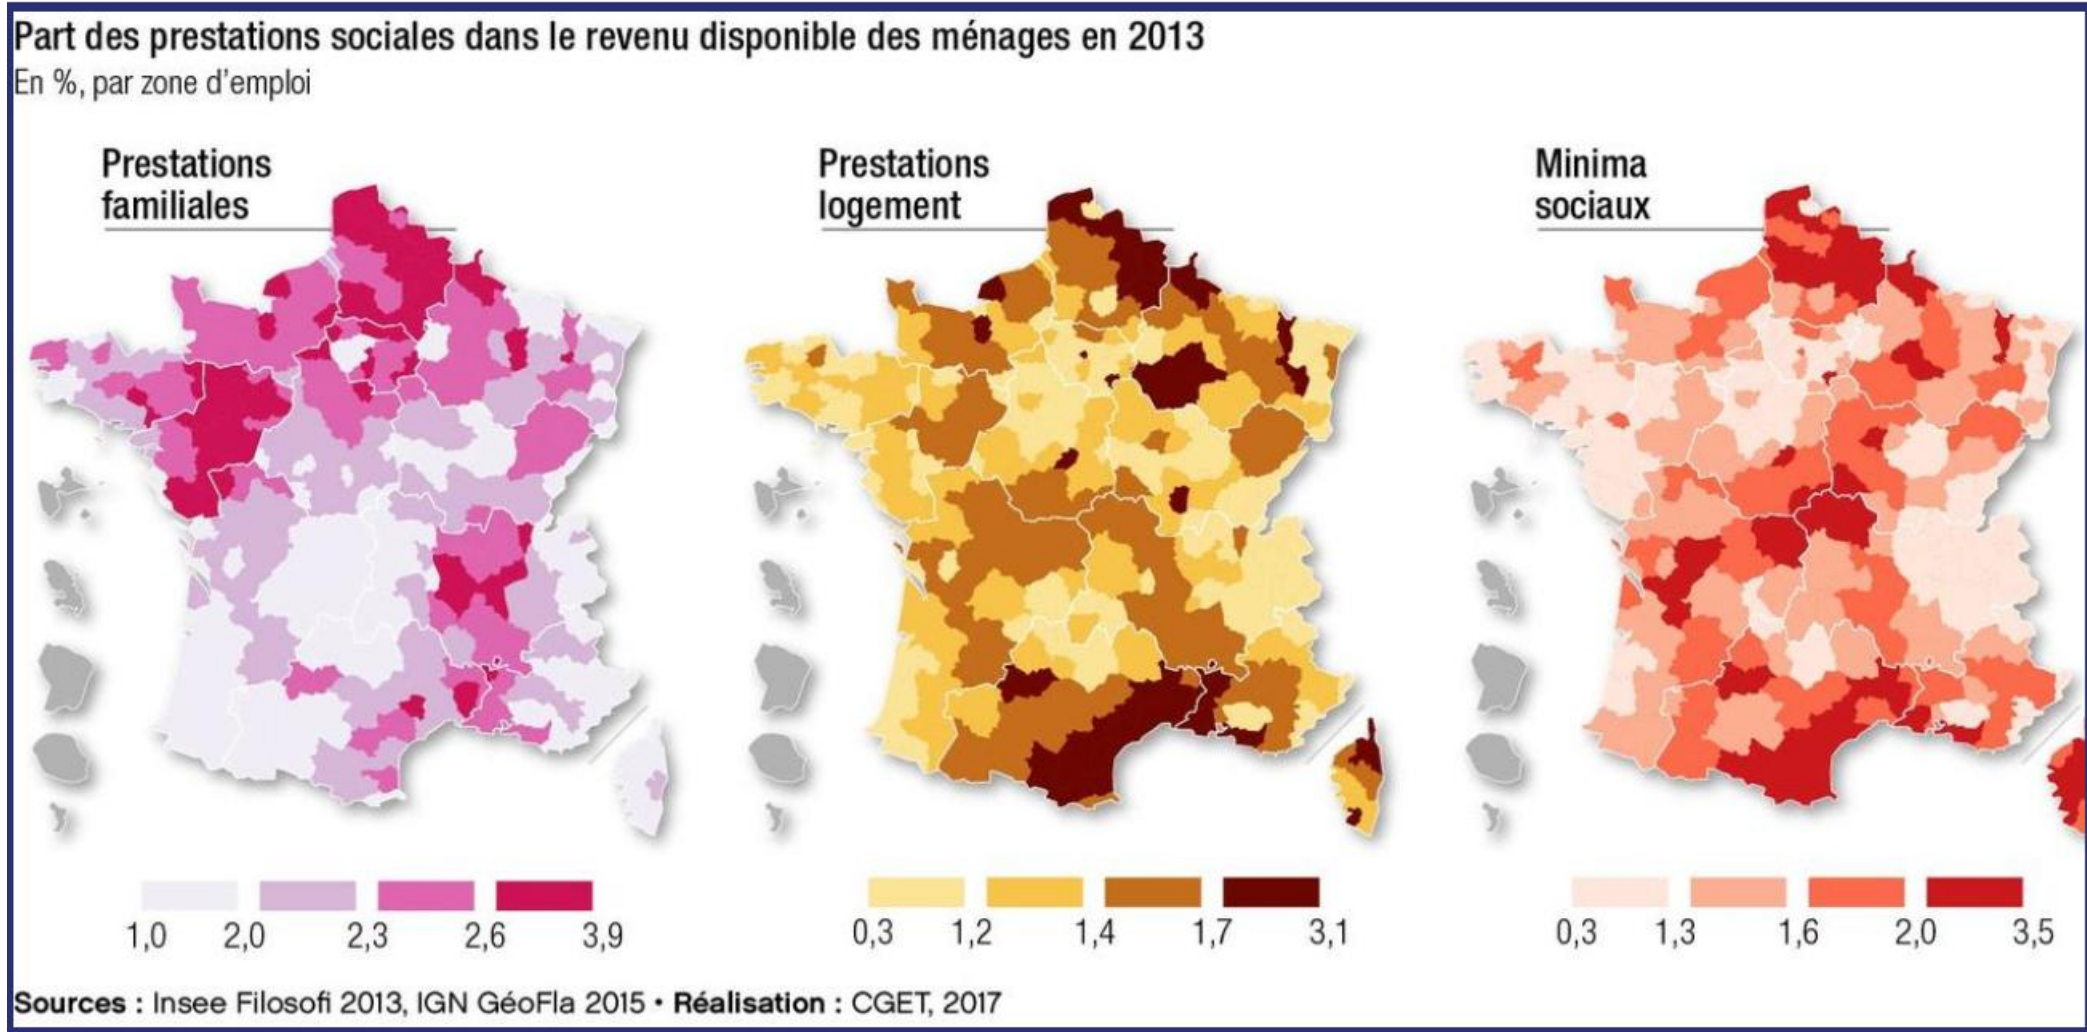 Part des prestations sociales dans le revenu disponible des ménages en 2013
En %, par zone d'emploi
Prestations
familiales
Prestations
logement
Minima
sociaux
1,0 2,0 2,3 2,6 3,9
0,3 1,2 1,4 1,7 3,1
0,3 1,3 1,6 2,0 3,5
Sources : Insee Filosofi 2013, IGN GéoFla 2015 • Réalisation : CGET, 2017